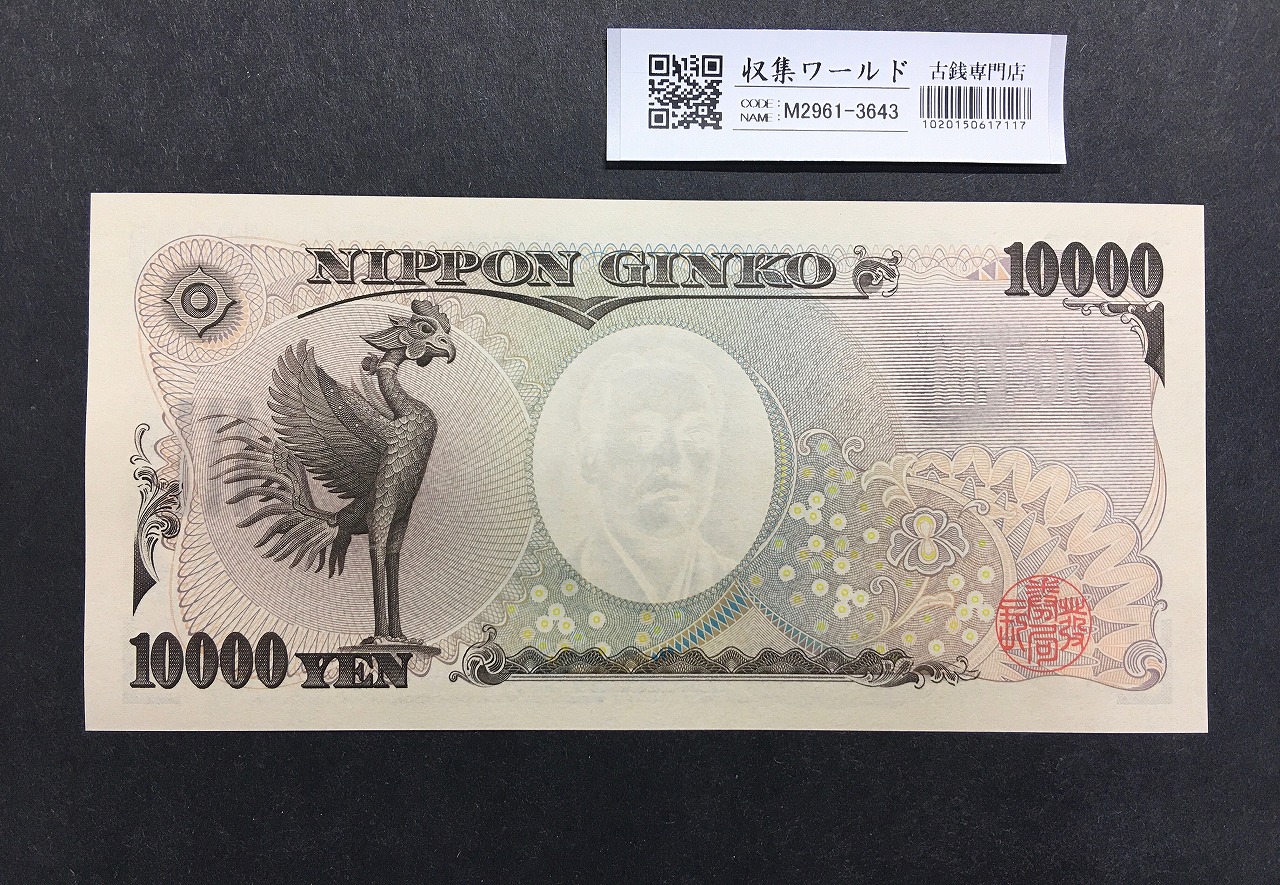 収集ワールド 古銭専門店
CODE:
NAME: M2961-3643
1020150617117
NIPPON GINKO 10000
NIPPON
10000 YEN